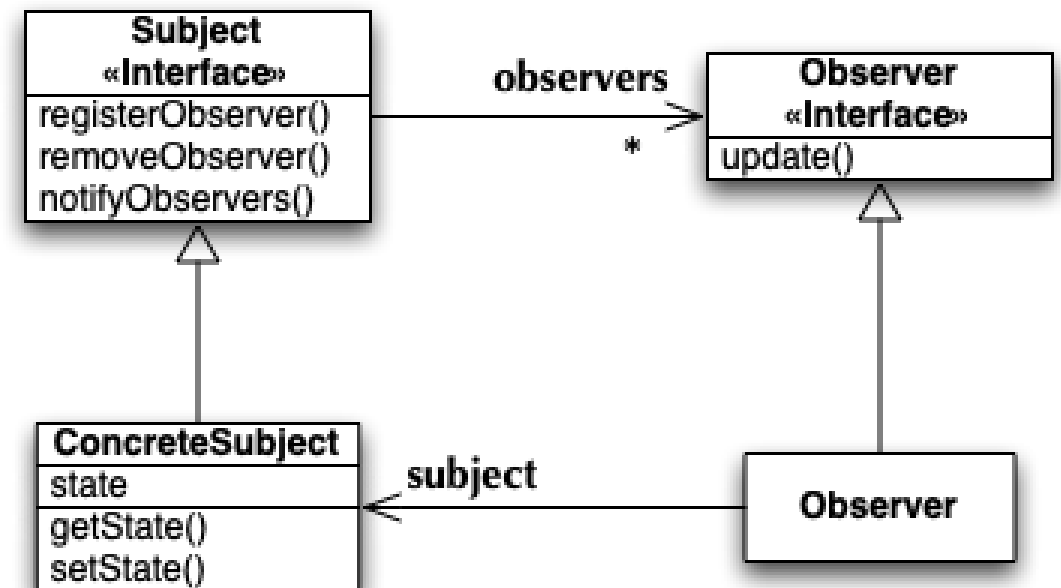 Subject
«Interface»
registerObserver()
removeObserver()
notifyObservers()
observers
*
Observer
«Interface»
update()
ConcreteSubject
state
getState()
setState()
subject
Observer